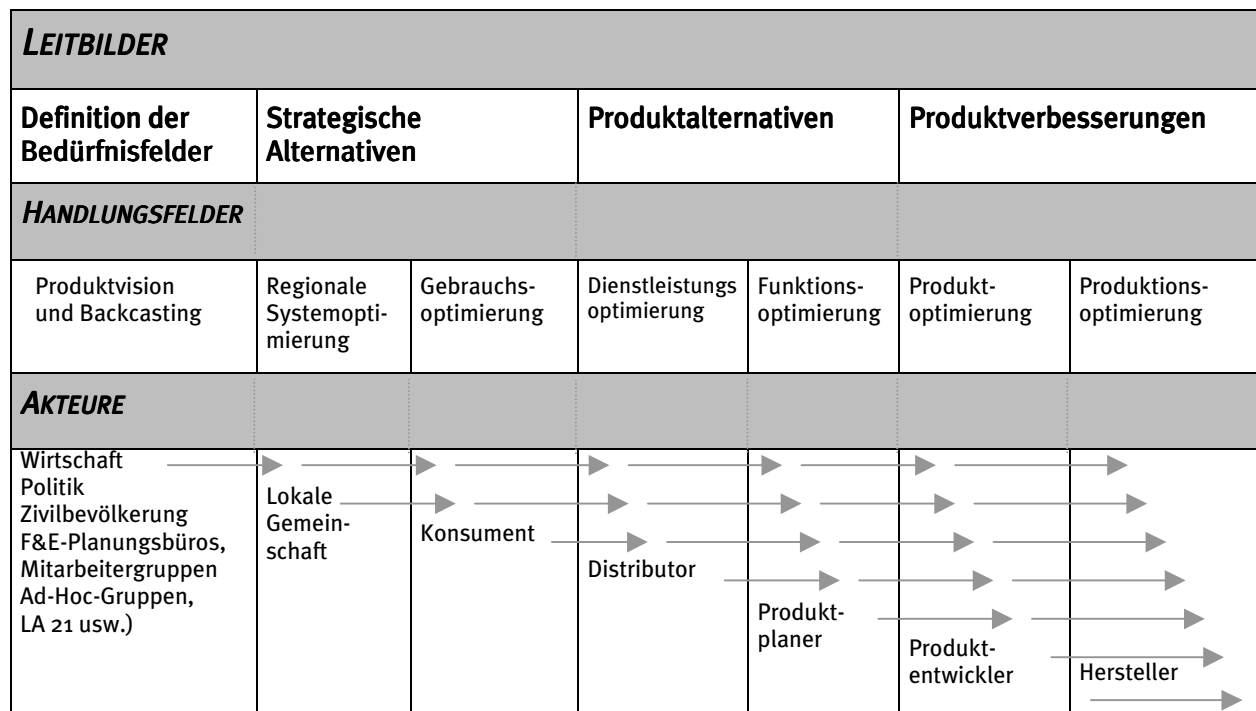 LEITBILDER
Definition der
Bedürfnisfelder
Strategische
Alternativen
Produktalternativen
Produktverbesserungen
HANDLUNGSFELDER
Produktvision
und Backcasting
Regionale
Systemopti-
mierung
Gebrauchs-
optimierung
Dienstleistungs
optimierung
Funktions-
optimierung
Produkt-
optimierung
Produktions-
optimierung
AKTEURE
Wirtschaft
Politik
Zivilbevölkerung
F&E-Planungsbüros,
Mitarbeitergruppen
Ad-Hoc-Gruppen,
LA 21 usw.)
Lokale
Gemein-
schaft
Konsument
Distributor
Produkt-
planer
Produkt-
entwickler
Hersteller